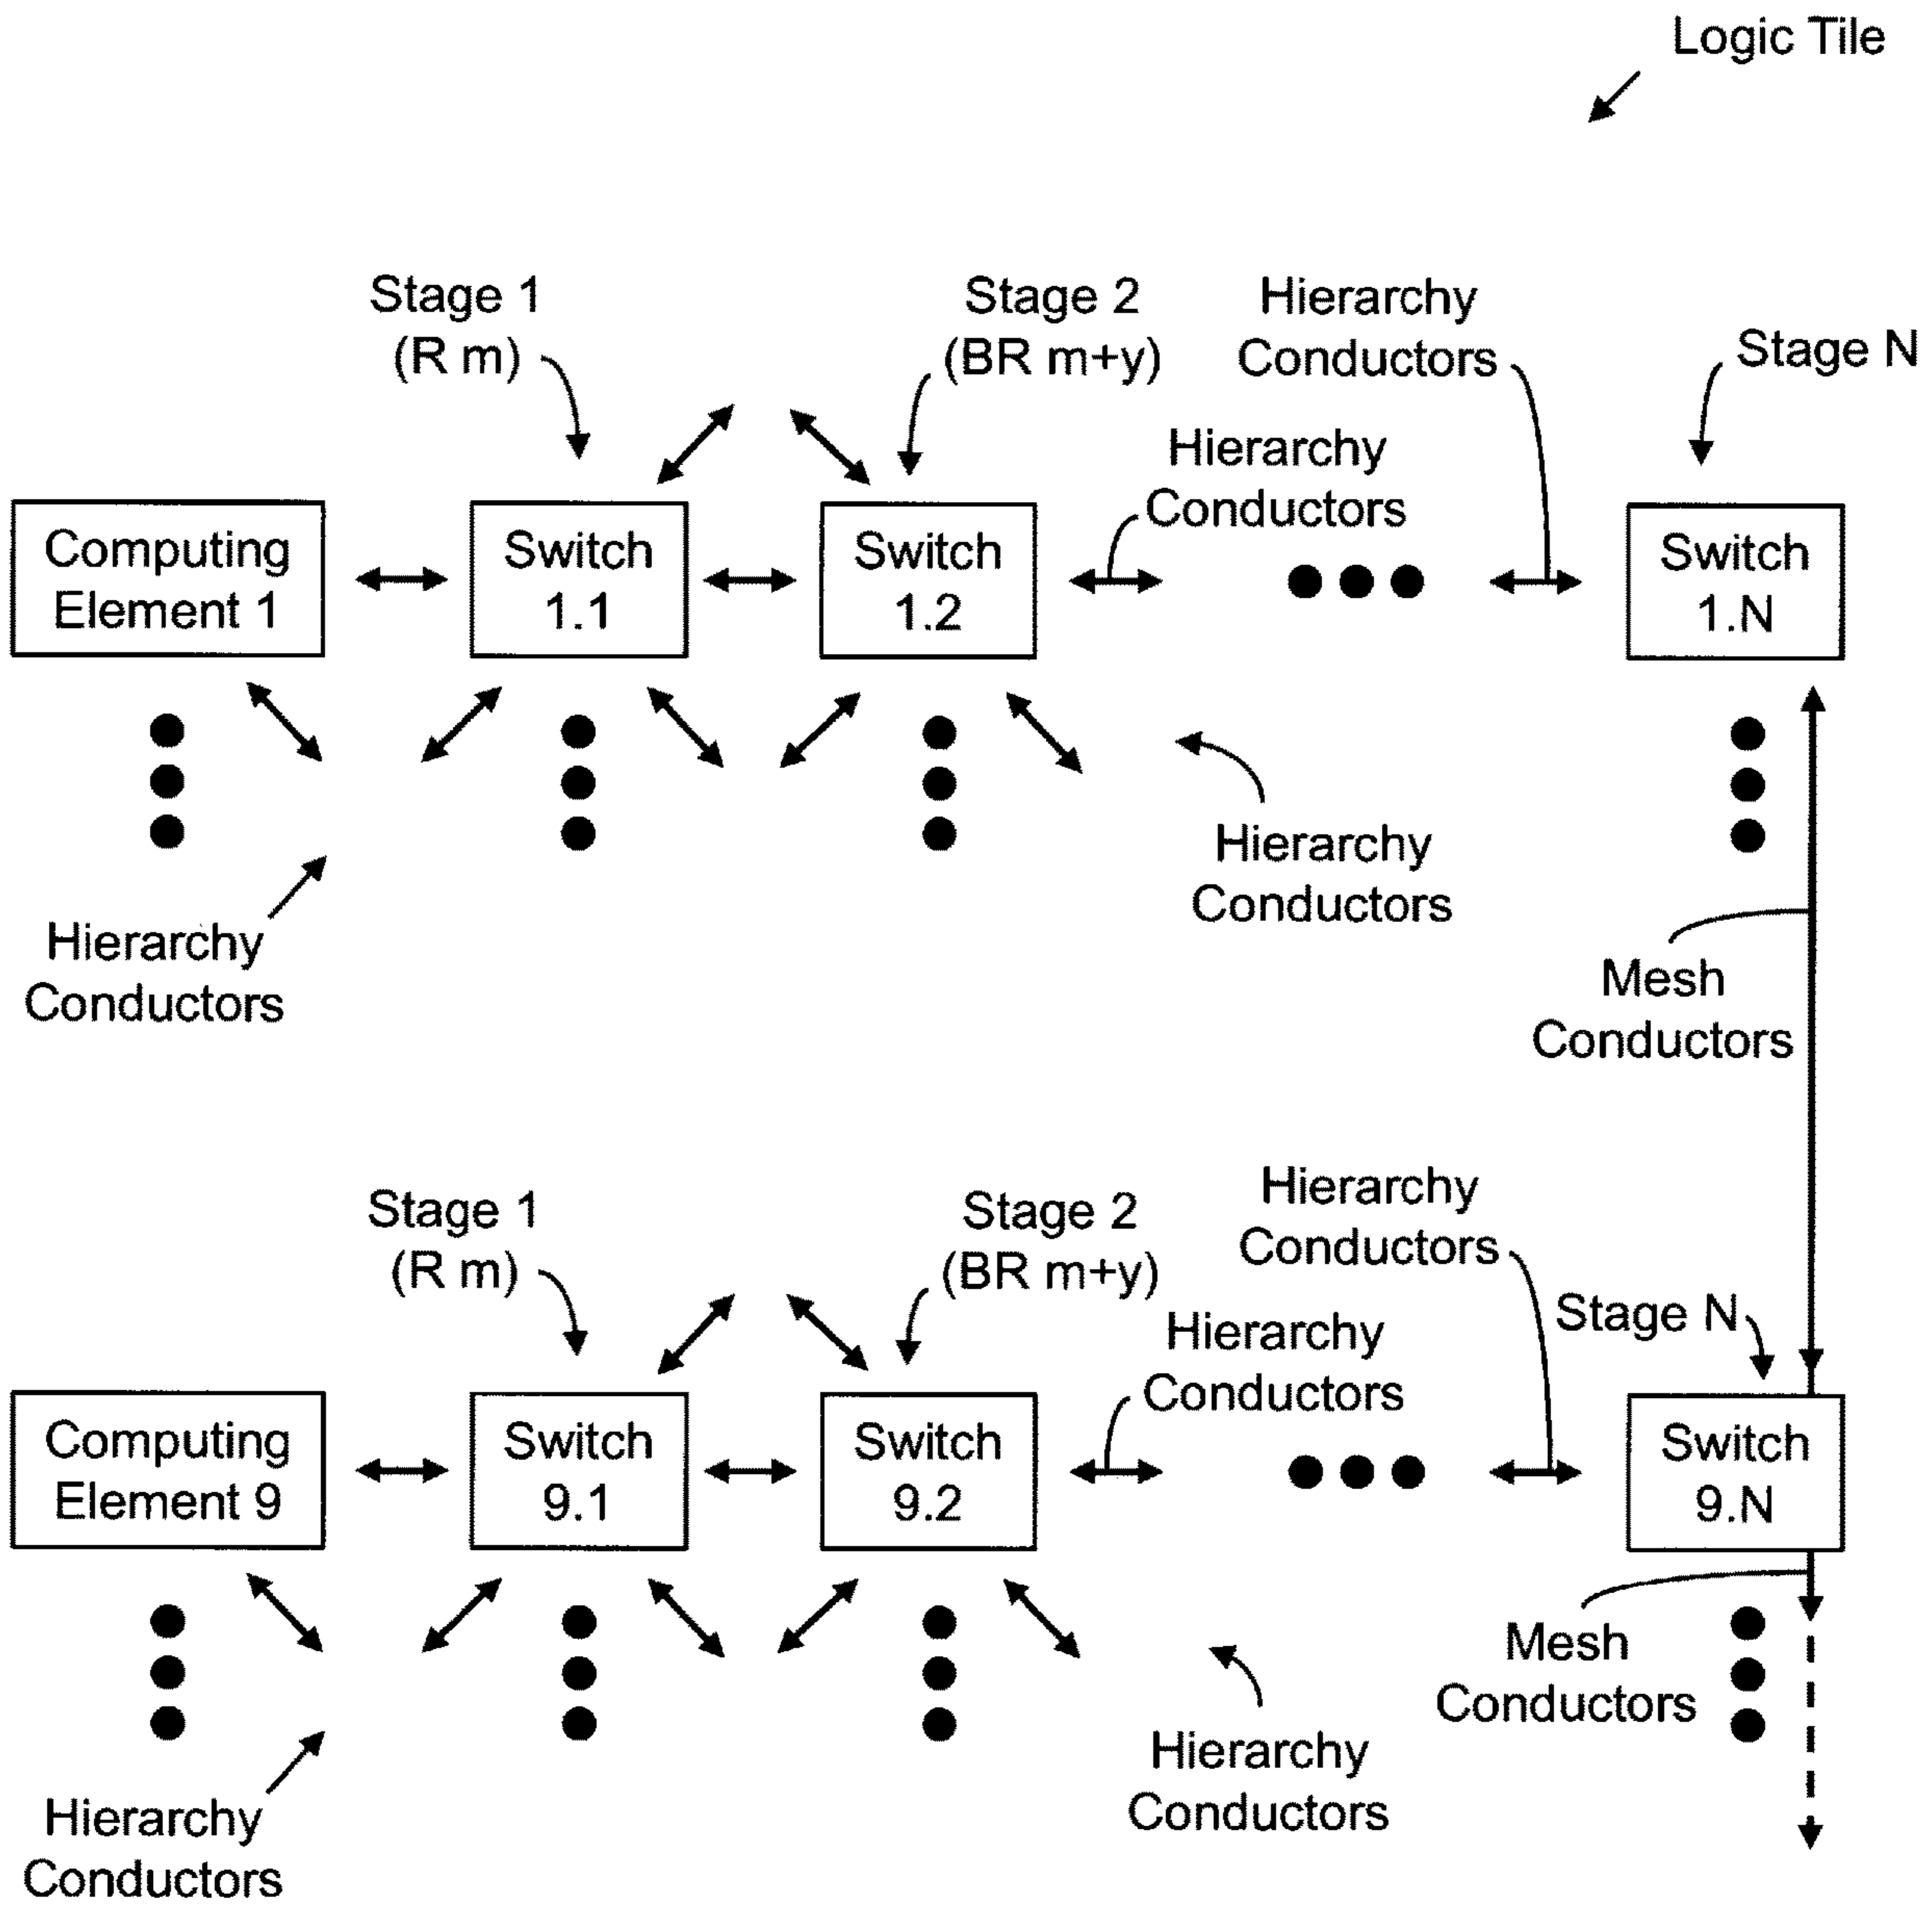 Logic Tile
Stage 1
(R m)
Stage 2
(BR m+y)
Hierarchy
Conductors
Stage N
Hierarchy
Conductors
Computing
Element 1
Switch
1.1
Switch
1.2
Switch
1.N
Hierarchy
Conductors
Hierarchy
Conductors
Mesh
Conductors
Stage 1
(R m)
Stage 2
(BR m+y)
Hierarchy
Conductors
Stage N
Hierarchy
Conductors
Computing
Element 9
Switch
9.1
Switch
9.2
Switch
9.N
Mesh
Conductors
Hierarchy
Conductors
Hierarchy
Conductors